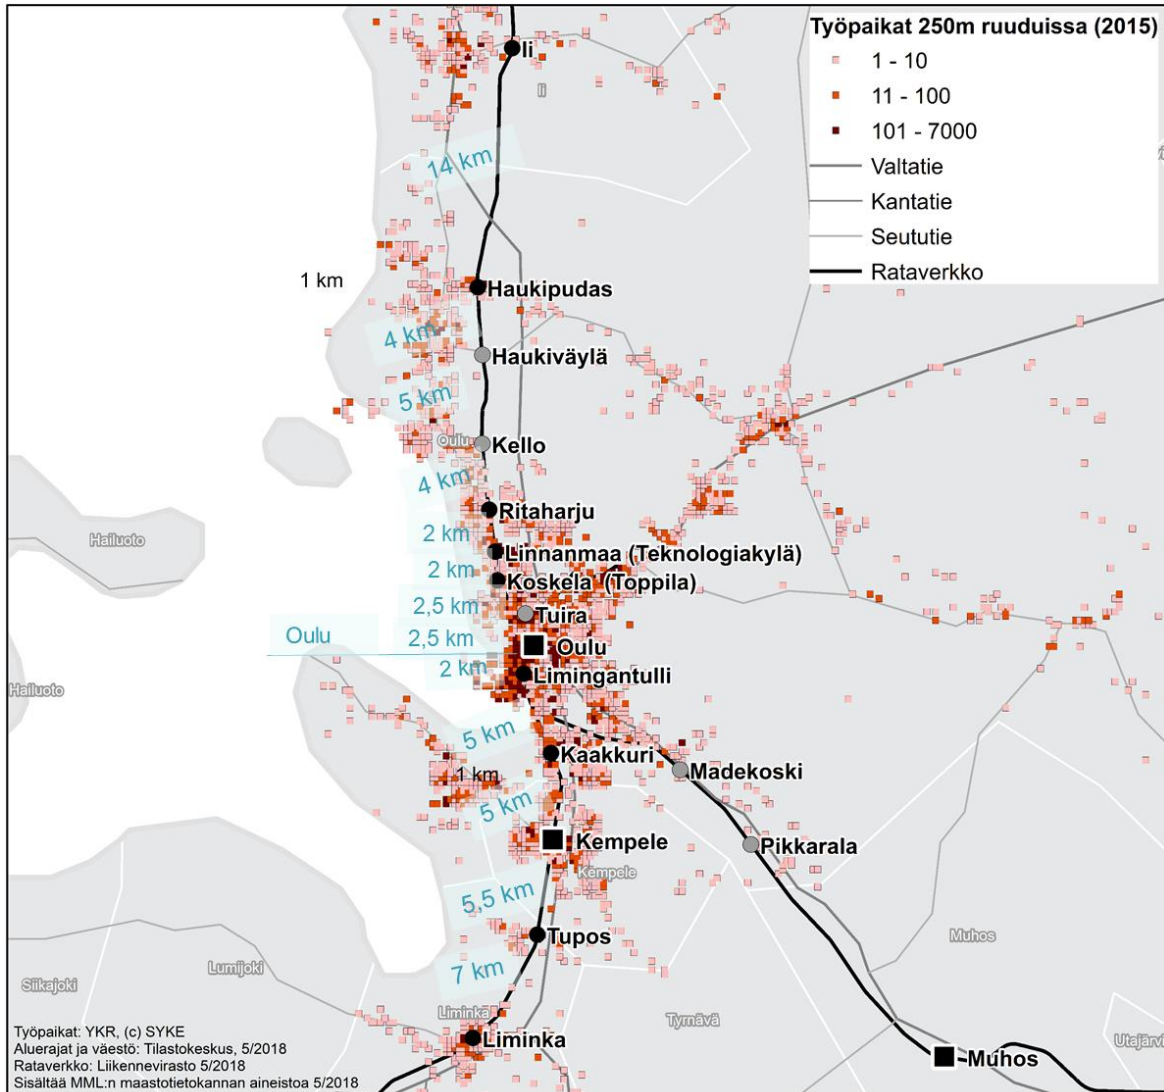 Työpaikat 250m ruuduissa (2015)
1 - 10
11 - 100
101 - 7000
Valtatie
Kantatie
Seututie
Rataverkko
Ii
Ii
14 km
1 km
Haukipudas
4 km
Haukiväylä
5 km
Oulu
Kello
4 km
Ritaharju
2 km
Linnanmaa (Teknologiakylä)
Hailuoto
2 km
Koskela (Toppila)
2,5 km
Tuira
Oulu
2,5 km
Oulu
2 km
Limingantulli
Hailuoto
5 km
Kaakkuri
1 km
Madekoski
5 km
Kempele
Pikkarala
Kempele
5,5 km
Tupos
Muhos
7 km
Lumijoki
Siikajoki
Liminka
Tyrnävä
Liminka
Utajärvi
Muhos
Työpaikat: YKR, (c) SYKE
Aluerajat ja väestö: Tilastokeskus, 5/2018
Rataverkko: Liikennevirasto 5/2018
Sisältää MML:n maastotietokannan aineistoa 5/2018